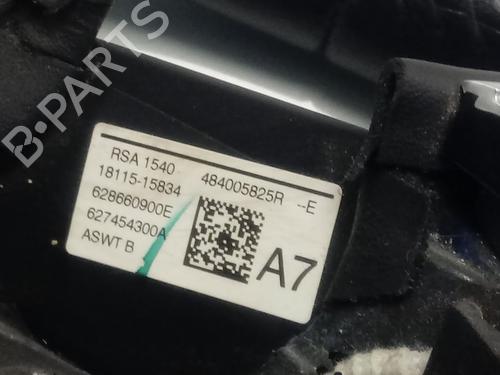 B-PARTS
RSA 1540
18115-15834
484005825R --E
628660900E
627454300A
ASWT B
A7